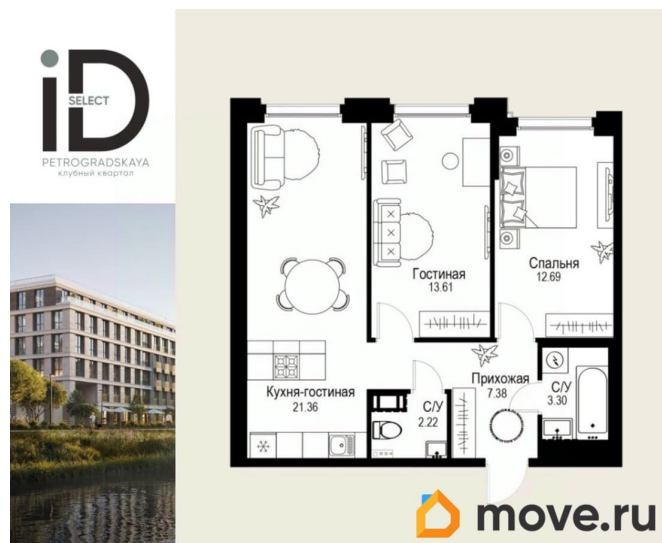 iD
SELECT
PETROGRADSKAYA
клубный квартал
Гостиная
13.61
Спальня
12.69
Кухня-гостиная
21.36
С/У
2.22
Прихожая
7.38
С/У
3.30
move.ru